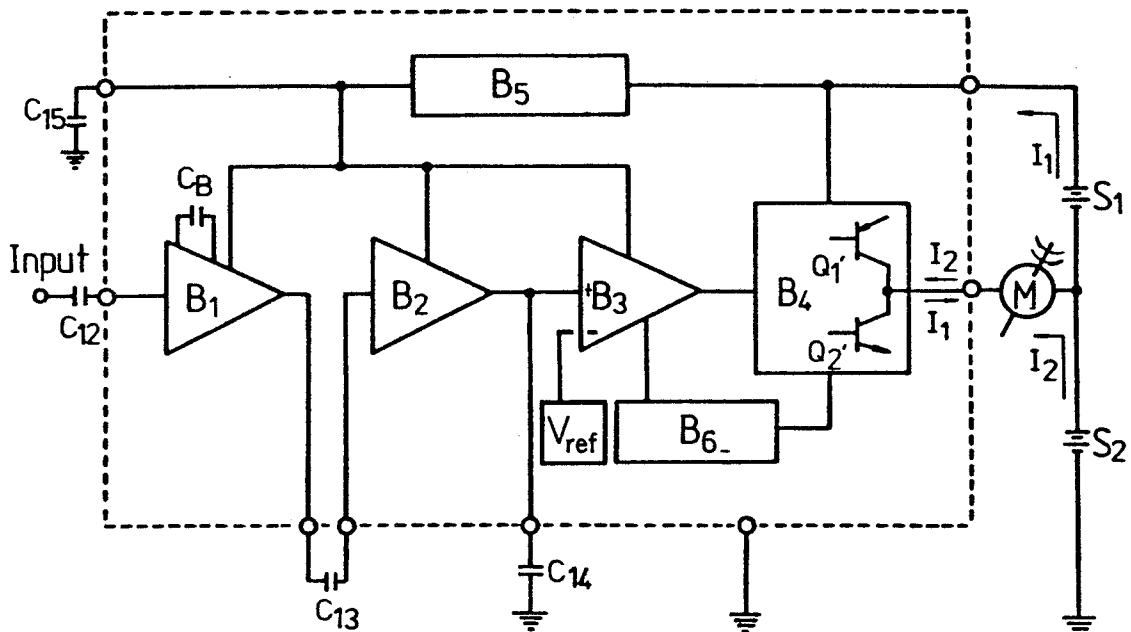 B5
C15
I1
S1
CB
Input
C12
B1
B2
+
B3
-
Vref
B6-
B4
Q1'
Q2'
I2
I1
M
I2
S2
C13
C14